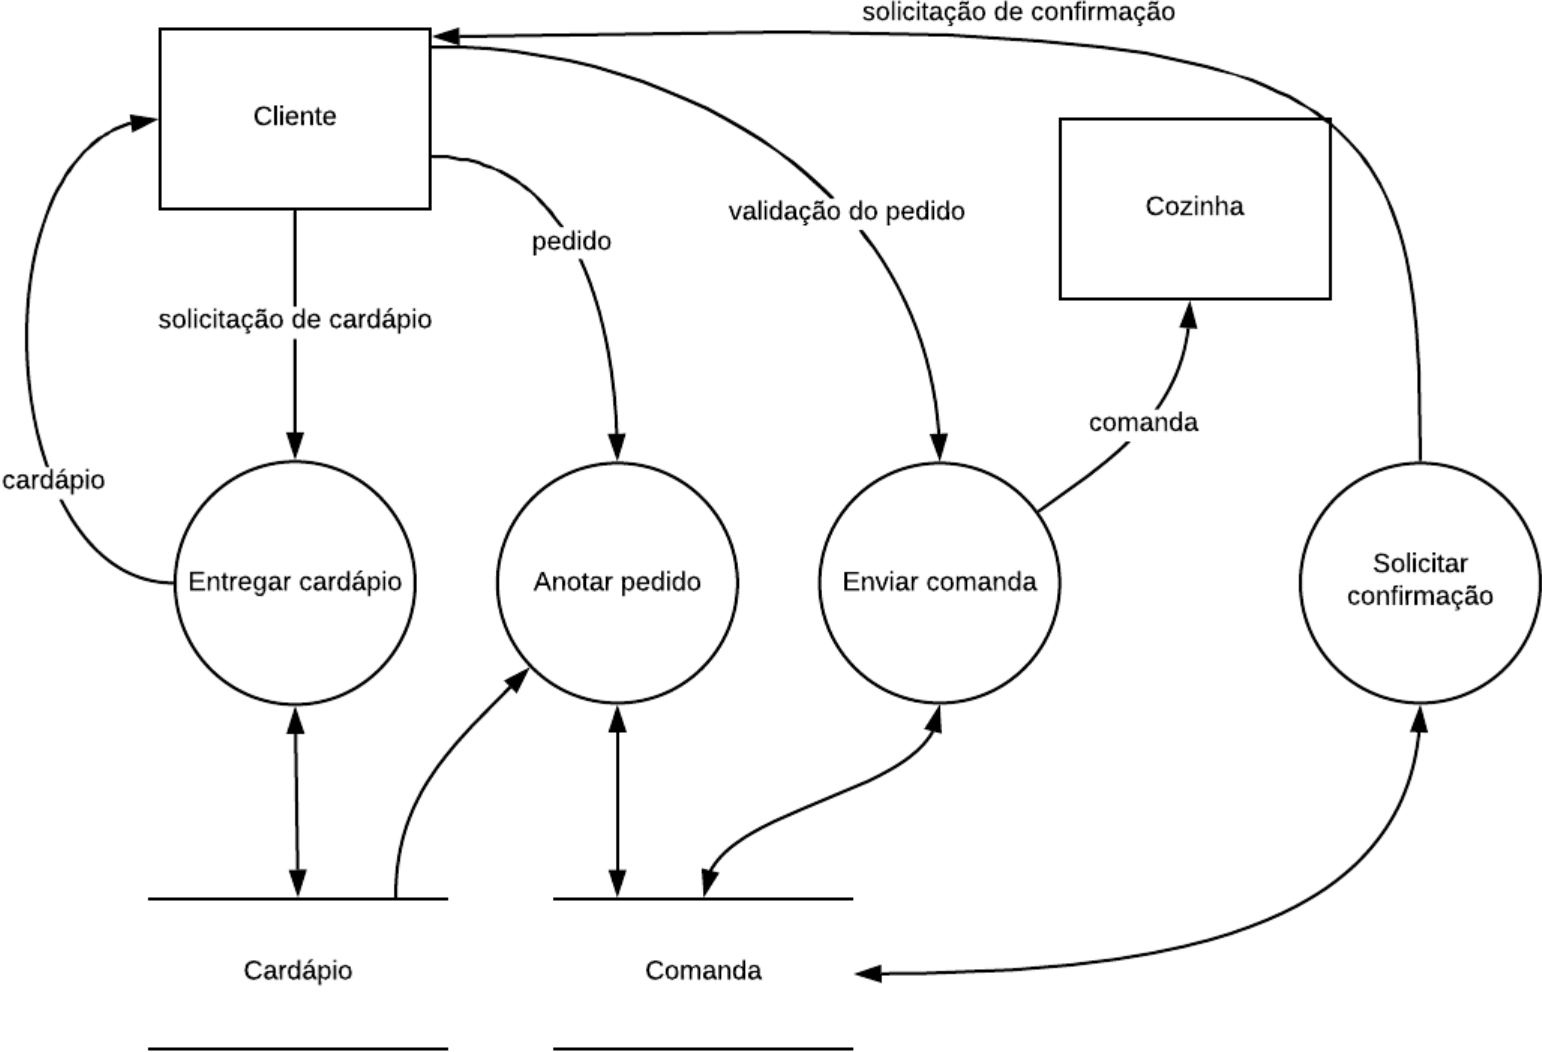 solicitação de confirmação
Cliente
Cozinha
validação do pedido
pedido
solicitação de cardápio
comanda
cardápio
Entregar cardápio
Anotar pedido
Enviar comanda
Solicitar
confirmação
Cardápio
Comanda